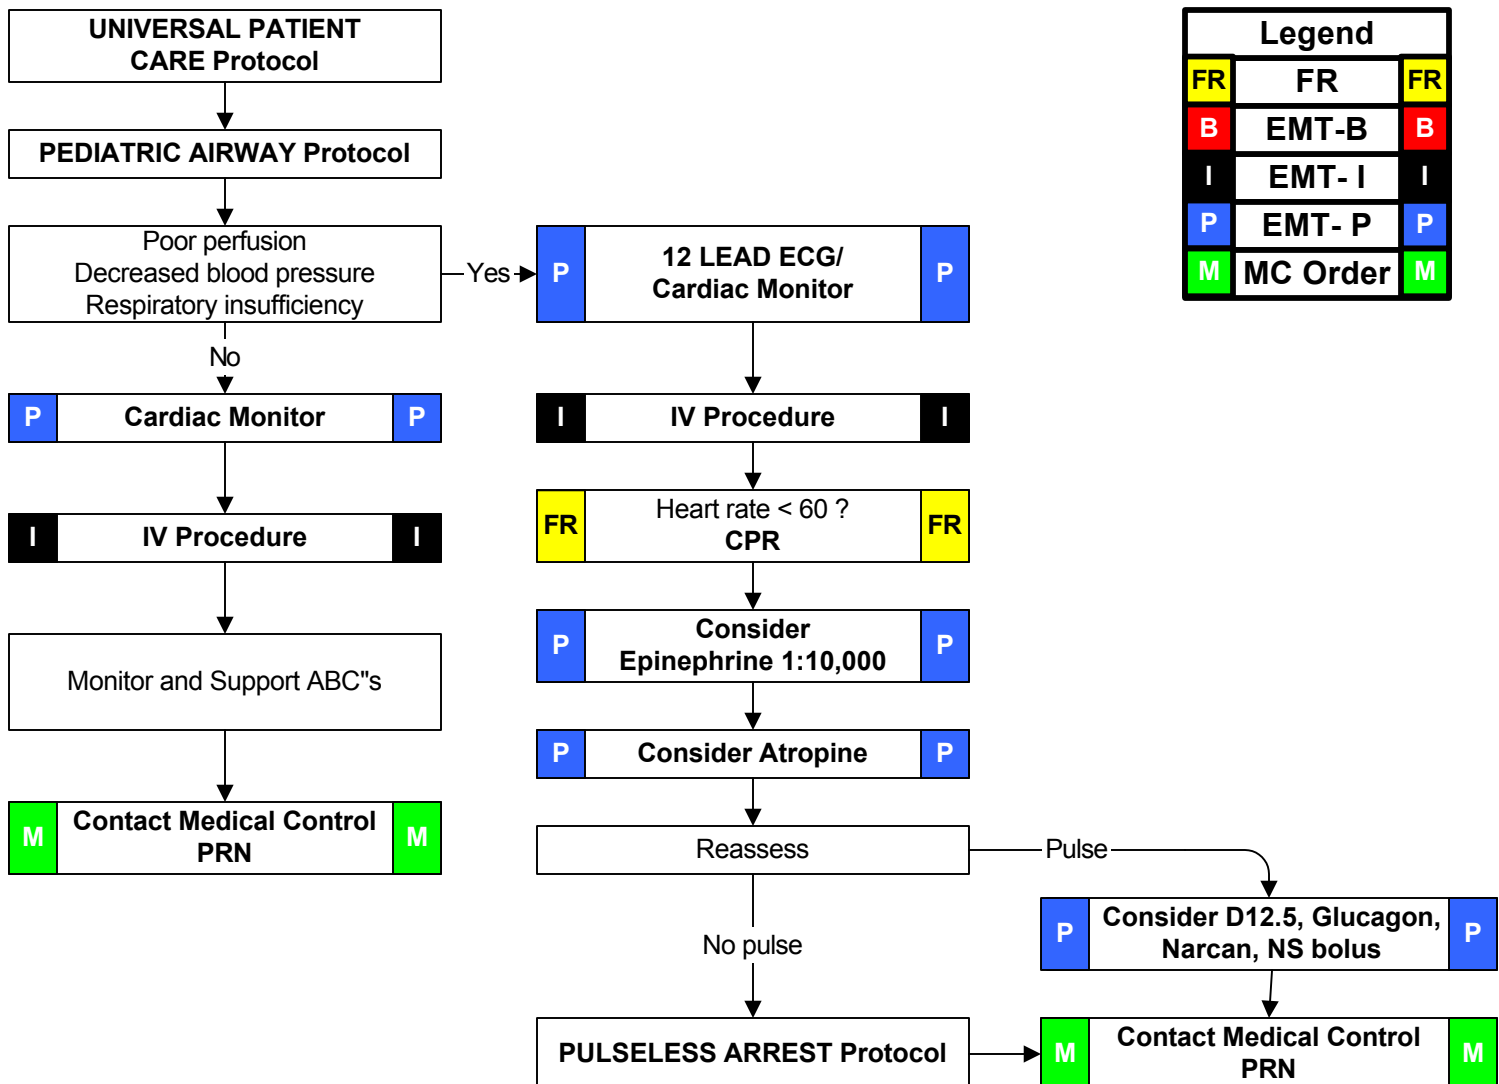 UNIVERSAL PATIENT
CARE Protocol
PEDIATRIC AIRWAY Protocol
Poor perfusion
Decreased blood pressure
Respiratory insufficiency
Yes
No
P Cardiac Monitor P
I IV Procedure I
Monitor and Support ABC"s
M Contact Medical Control M
PRN
P 12 LEAD ECG/ P
Cardiac Monitor
I IV Procedure I
FR Heart rate < 60 ? FR
CPR
P Consider P
Epinephrine 1:10,000
P Consider Atropine P
Reassess
Pulse
No pulse
P Consider D12.5, Glucagon, P
Narcan, NS bolus
PULSELESS ARREST Protocol
M Contact Medical Control M
PRN
Legend
FR FR FR
B EMT-B B
I EMT- I I
P EMT- P P
M MC Order M